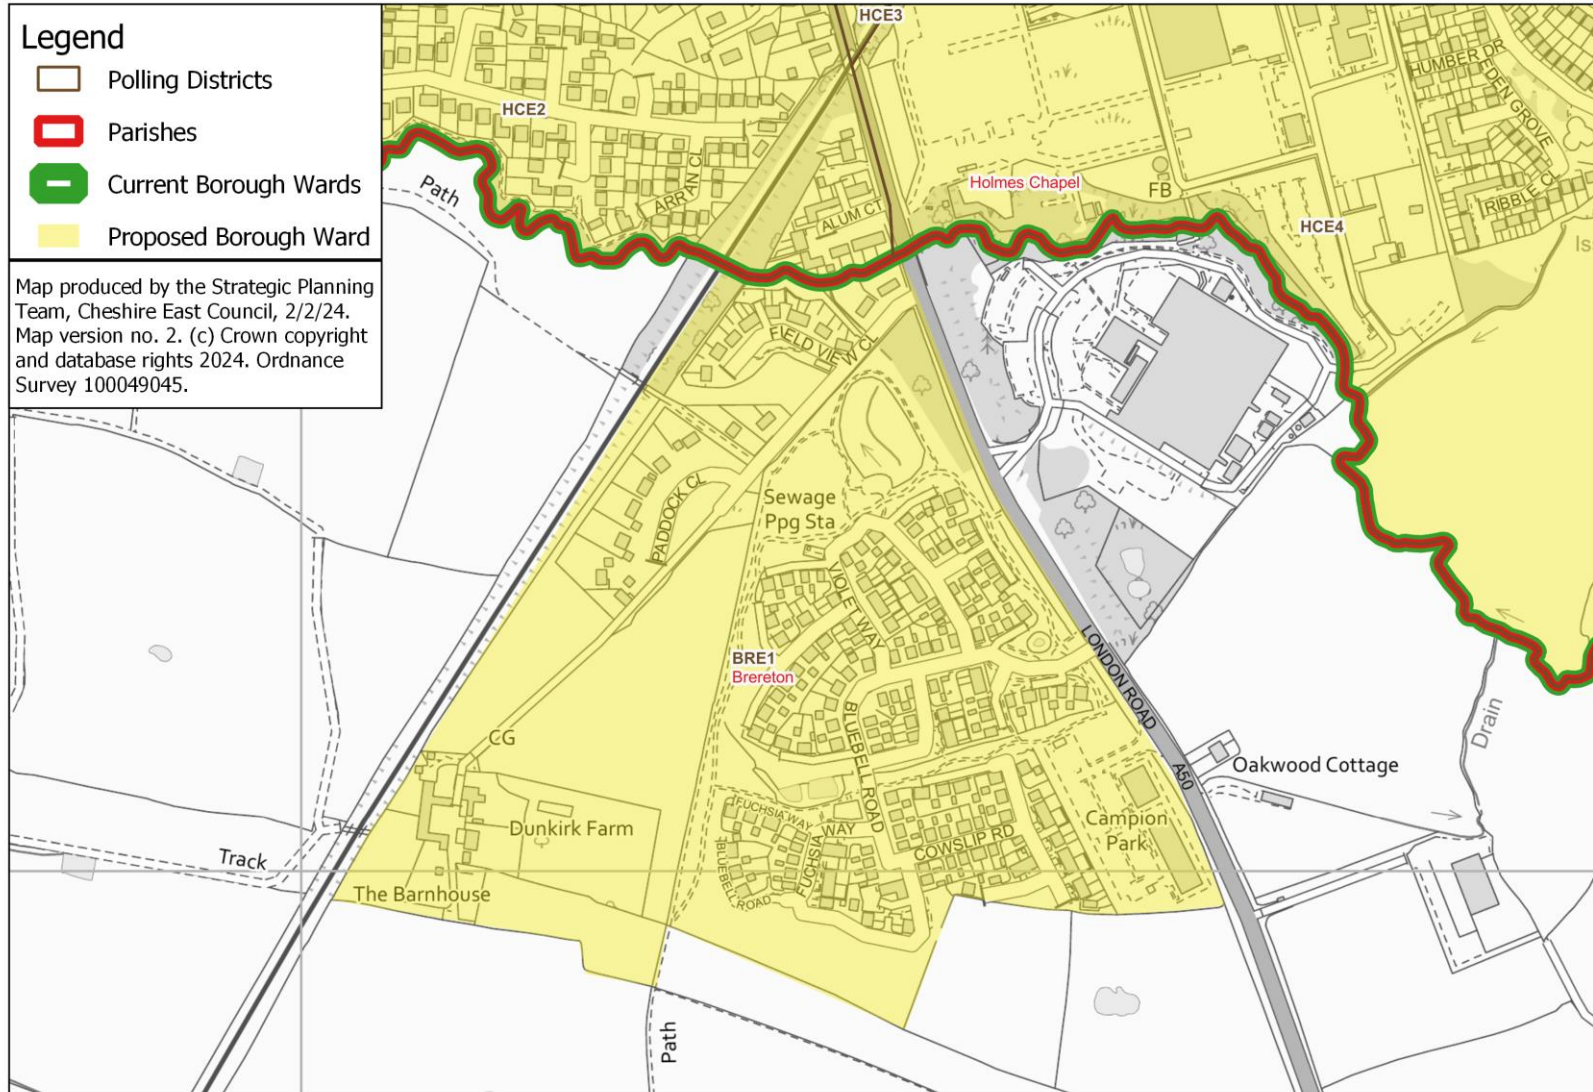 Legend
Polling Districts
Parishes
Current Borough Wards
Proposed Borough Ward
Map produced by the Strategic Planning
Team, Cheshire East Council, 2/2/24.
Map version no. 2. (c) Crown copyright
and database rights 2024. Ordnance
Survey 100049045.
HCE3
HCE2
HUMBER DR
EDEN GROVE
RIBBLE CL
Path
ARRAN CL
ALUM CT
Holmes Chapel
FB
HCE4
Is
FIELD VIEW CL
PADDOCK CL
Sewage
Ppg Sta
VIOLET WAY
BRE1
Brereton
LONDON ROAD
A50
Drain
BLUEBELL ROAD
CG
Oakwood Cottage
Dunkirk Farm
FUCHSIA WAY
FUCHSIA WAY
BLUEBELL ROAD
COWSLIP RD
Campion
Park
Track
The Barnhouse
Path